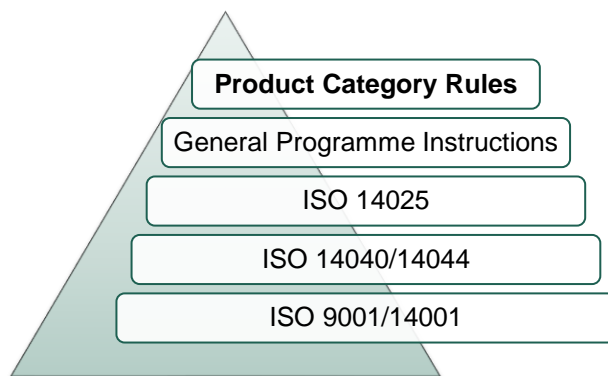 Product Category Rules
General Programme Instructions
ISO 14025
ISO 14040/14044
ISO 9001/14001